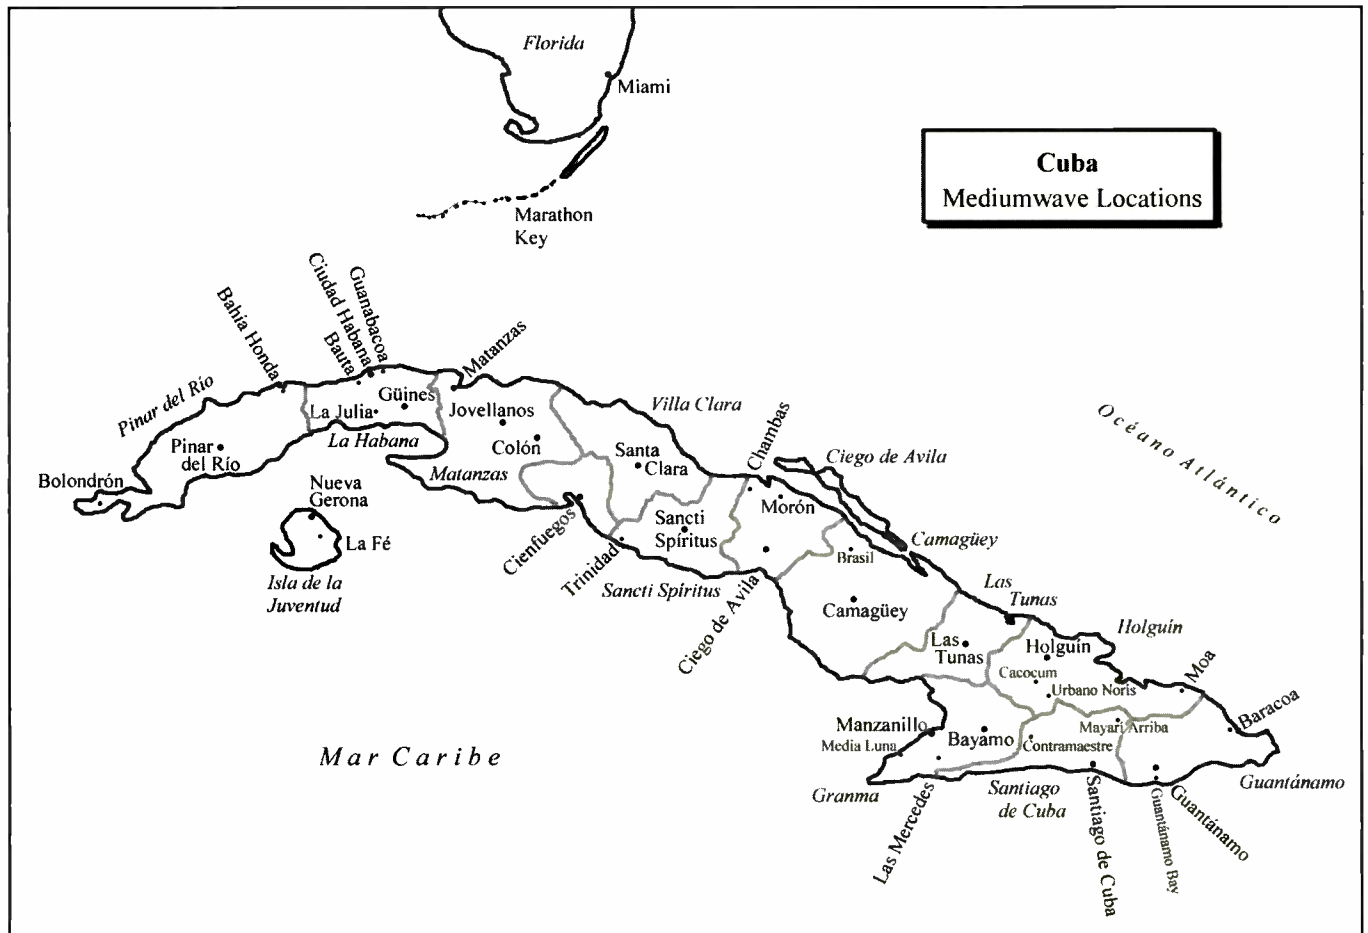 Florida
Miami
Cuba
Mediumwave Locations
Marathon
Key
Bahía Honda
Ciudad Habana
Guanabacoa
Bauta
Matanzas
Pinar del Río
Güines
La Julia
La Habana
Jovellanos
Colón
Villa Clara
Chambas
Océano Atlántico
Pinar
del Río
Bolondrón
Matanzas
Santa
Clara
Ciego de Avila
Nueva
Gerona
La Fé
Isla de la
Juventud
Morón
Sancti
Spíritus
Cienfuegos
Trinidad
Sancti Spíritus
Ciego de Avila
Brasil
Camagüey
Camagüey
Las
Tunas
Las
Tunas
Holguín
Holguín
Cacocum
Urbano Noris
Moa
Baracoa
Manzanillo
Media Luna
Bayamo
Mayarí Arriba
Contramaestre
Mar Caribe
Granma
Las Mercedes
Santiago
de Cuba
Santiago de Cuba
Guantánamo Bay
Guantánamo
Guantánamo